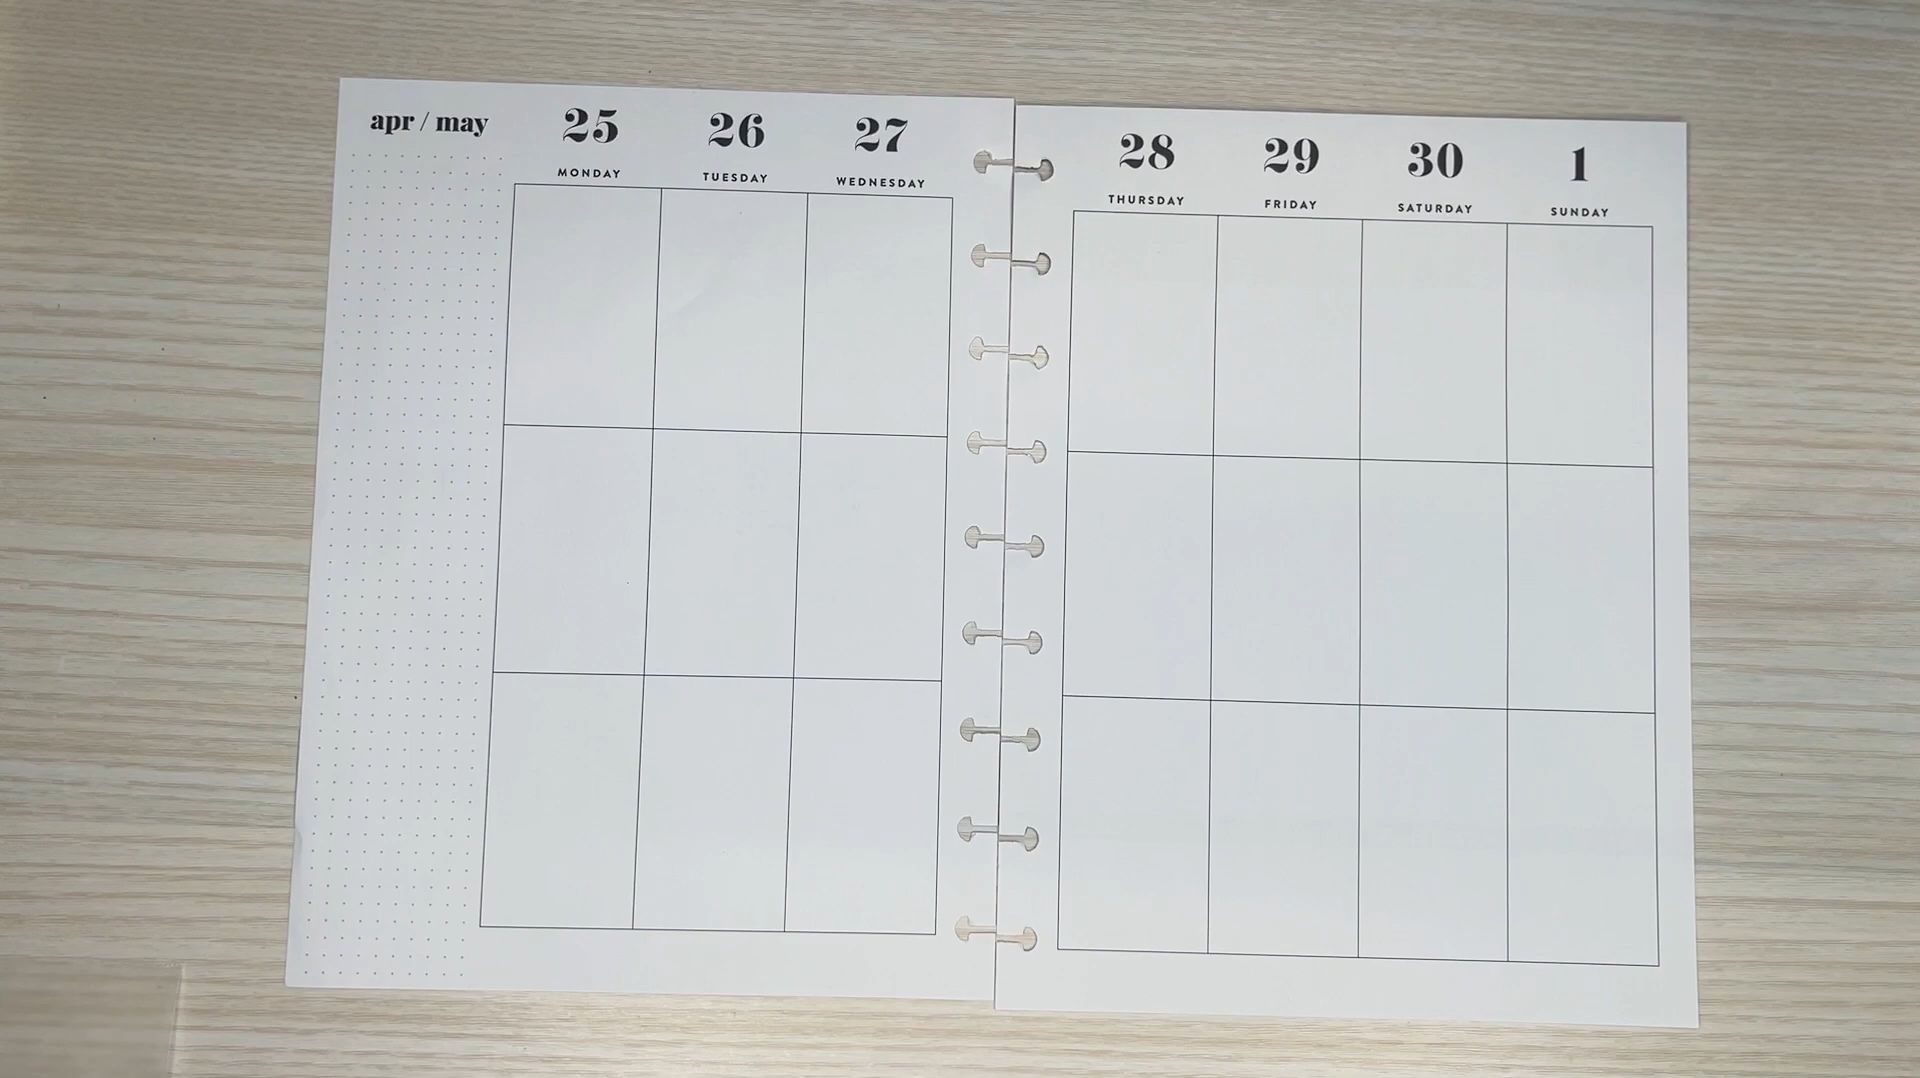 apr / may
25 26 27
MONDAY TUESDAY WEDNESDAY
28 29 30 1
THURSDAY FRIDAY SATURDAY SUNDAY